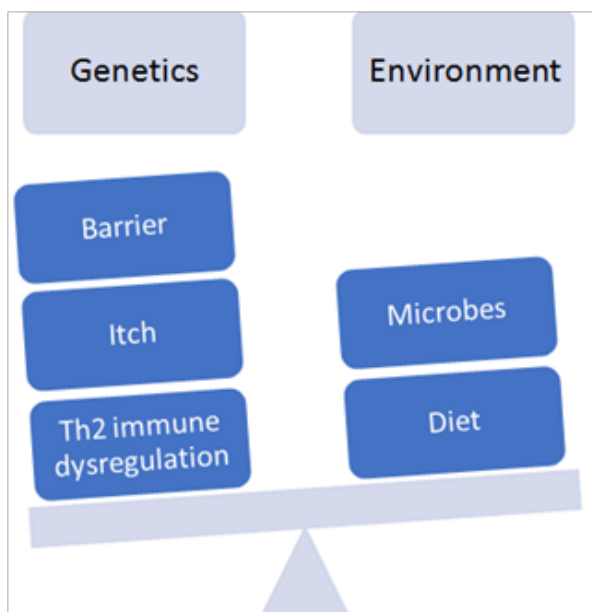 Genetics
Environment
Barrier
Itch
Th2 immune
dysregulation
Microbes
Diet